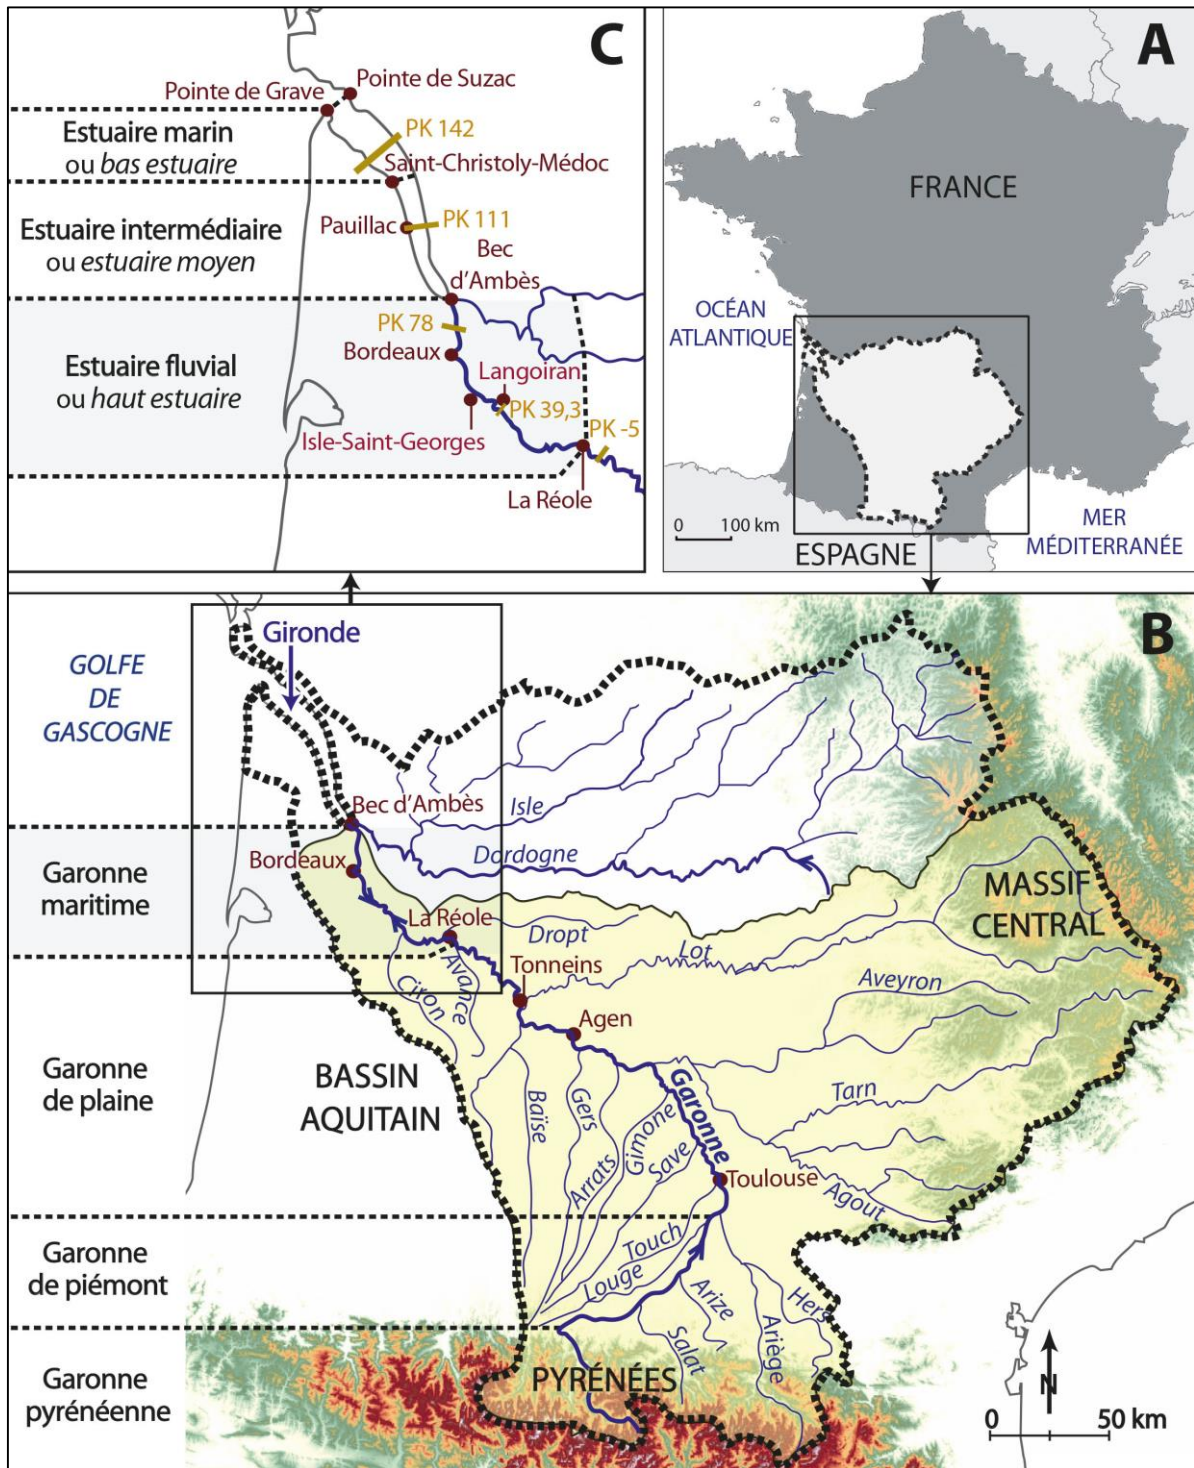 C
Pointe de Suzac
Pointe de Grave
Estuaire marin
ou bas estuaire
PK 142
Saint-Christoly-Médoc
Estuaire intermédiaire
ou estuaire moyen
Pauillac
PK 111
Bec
d'Ambès
Estuaire fluvial
ou haut estuaire
PK 78
Bordeaux
Langoiran
PK 39,3
PK -5
Isle-Saint-Georges
La Réole
A
FRANCE
OCÉAN
ATLANTIQUE
0 100 km
ESPAGNE
MER
MÉDITERRANÉE
B
Gironde
GOLFE
DE
GASCOGNE
Bec d'Ambès
Isle
Bordeaux
Dordogne
Garonne
maritime
MASSIF
CENTRAL
La Réole
Dropt
Lot
Avance
Ciron
Tonneins
Aveyron
Agen
Garonne
de plaine
BASSIN
AQUITAIN
Baïse
Gers
Garonne
Tarn
Gimone
Arrats
Save
Toulouse
Agout
Garonne
de piémont
Touch
Louge
Arize
Hers
Salat
Ariège
Garonne
pyrénéenne
PYRÉNÉES
N
0 50 km